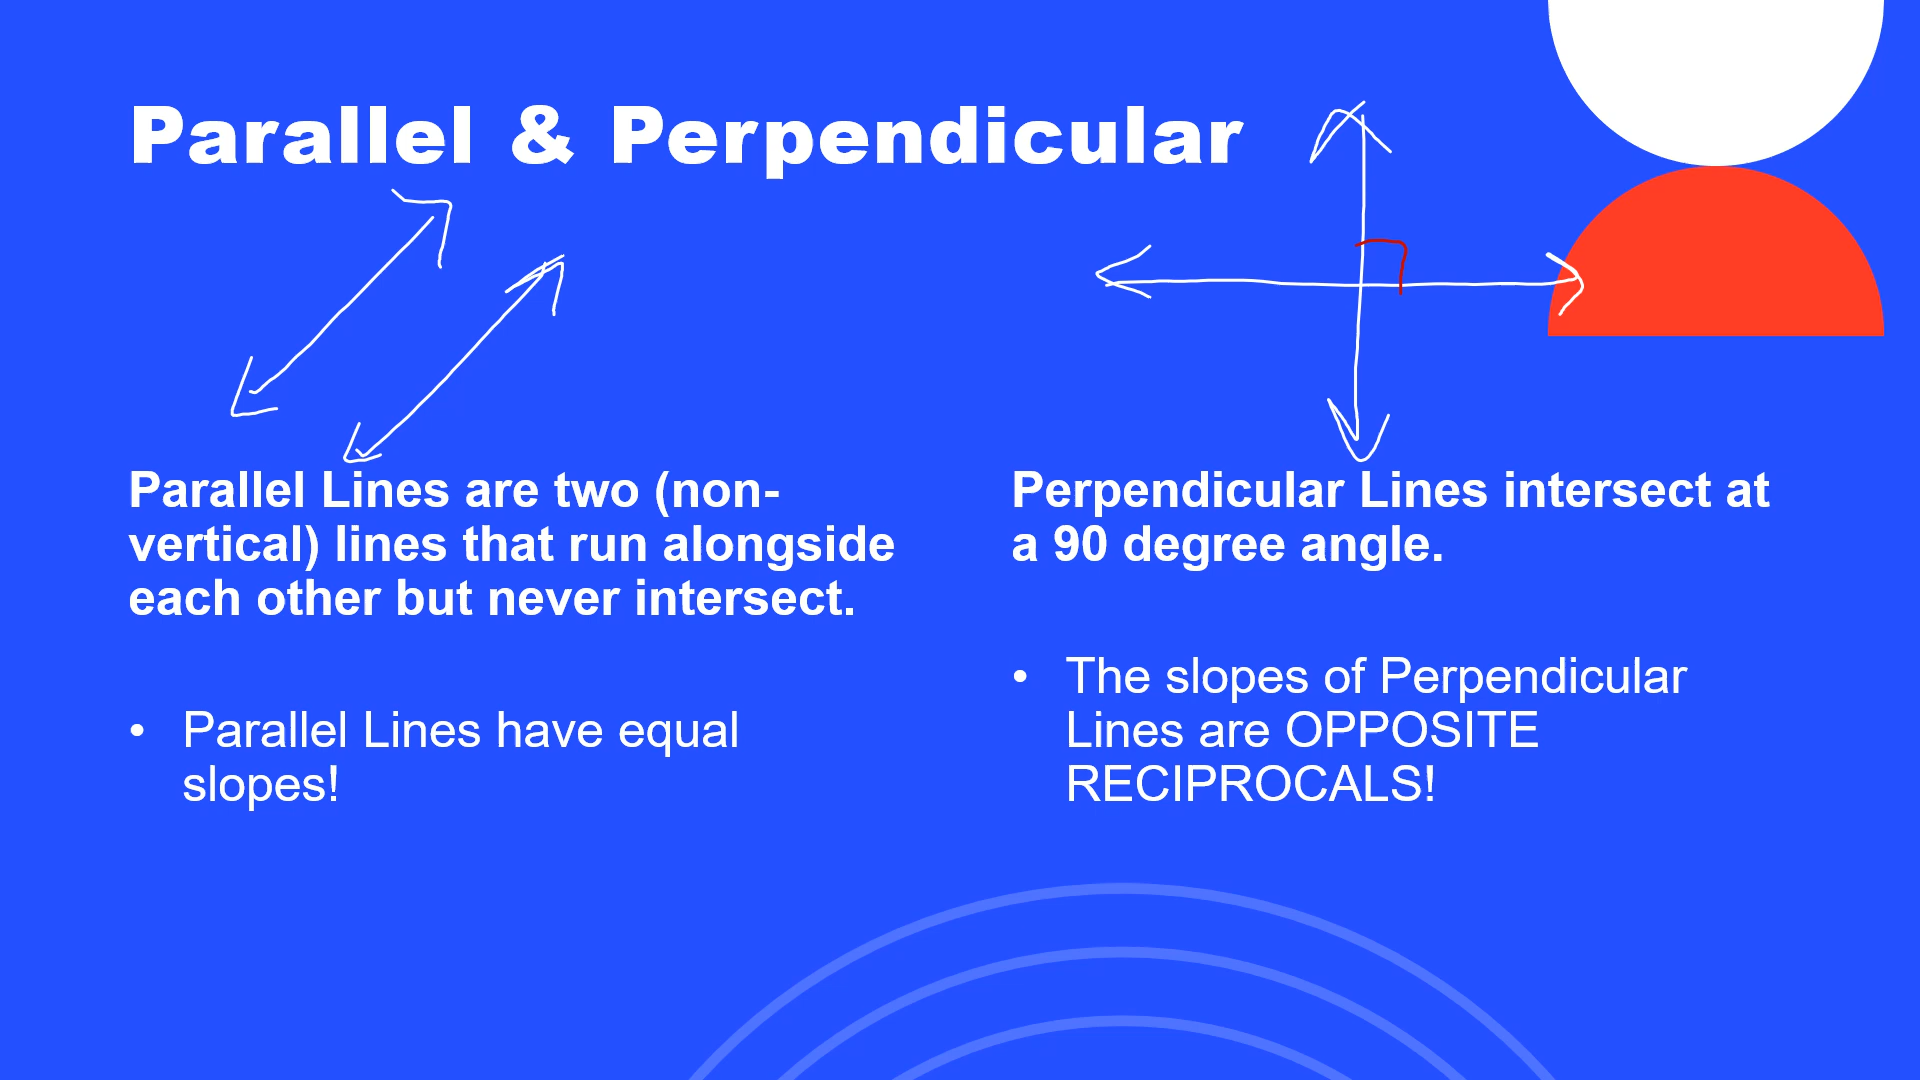 Parallel & Perpendicular
Parallel Lines are two (non-
vertical) lines that run alongside
each other but never intersect.
• Parallel Lines have equal
slopes!
Perpendicular Lines intersect at
a 90 degree angle.
• The slopes of Perpendicular
Lines are OPPOSITE
RECIPROCALS!